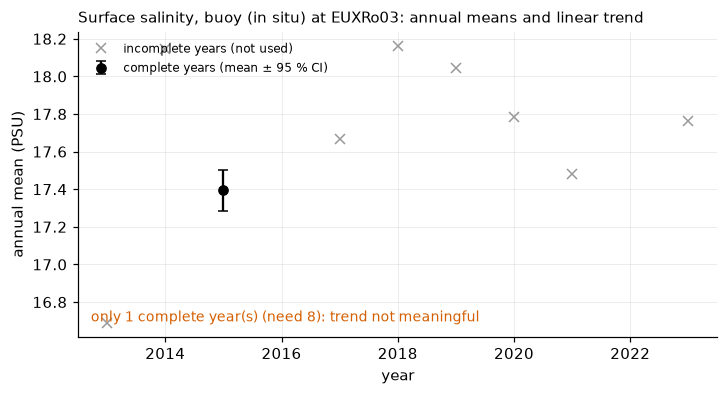 Surface salinity, buoy (in situ) at EUXRo03: annual means and linear trend
incomplete years (not used)
complete years (mean ± 95 % CI)
annual mean (PSU)
18.2
18.0
17.8
17.6
17.4
17.2
17.0
16.8
only 1 complete year(s) (need 8): trend not meaningful
2014
2016
2018
2020
2022
year